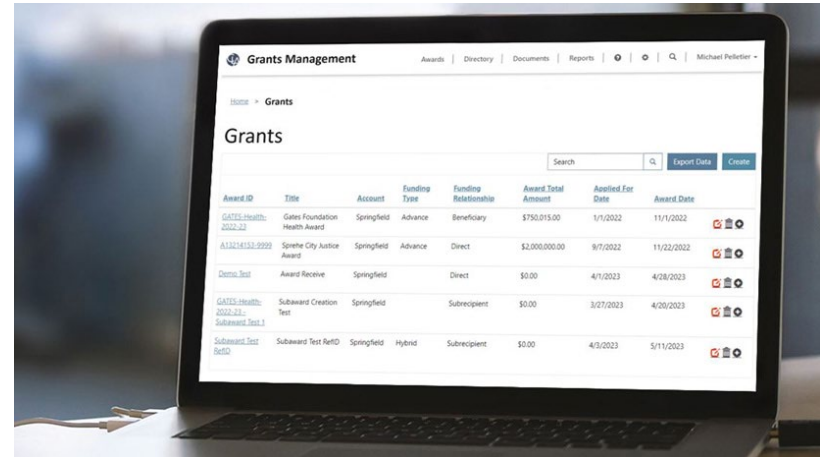 Grants Management
Awards | Directory | Documents | Reports | | | | Michael Pelletier
Home > Grants
Grants
Search
Export Data
Create
Award ID Title Account Funding Type Funding Relationship Award Total Amount Applied For Date Award Date
GATES-Health-2022-23 Gates Foundation Health Award Springfield Advance Beneficiary $750,015.00 1/1/2022 11/1/2022
A13214153-9999 Sprehe City Justice Award Springfield Advance Direct $2,000,000.00 9/7/2022 11/22/2022
Demo Test Award Receive Springfield Direct $0.00 4/1/2023 4/28/2023
GATES-Health-2022-23 - Subaward Test 1 Subaward Creation Test Springfield Subrecipient $0.00 3/27/2023 4/20/2023
Subaward Test RefID Subaward Test RefID Springfield Hybrid Subrecipient $0.00 4/3/2023 5/11/2023